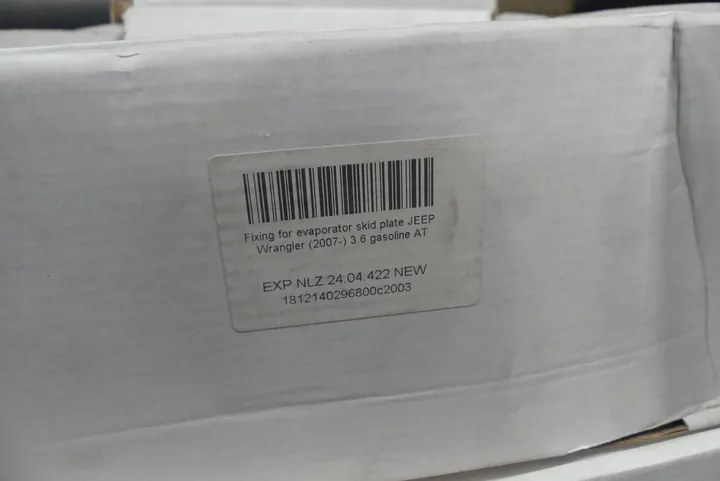 Fixing for evaporator skid plate JEEP
Wrangler (2007-) 3.6 gasoline AT
EXP.NLZ.24.04.422 NEW
1812140296800c2003